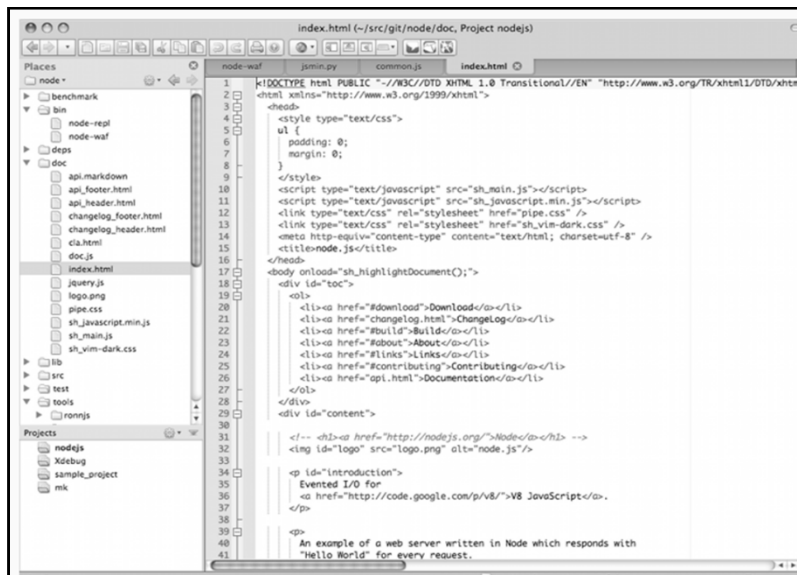 index.html (~/src/git/node/doc, Project nodejs)
Places
node
benchmark
bin
node-repl
node-waf
deps
doc
api.markdown
api_footer.html
api_header.html
changelog_footer.html
changelog_header.html
cla.html
doc.js
index.html
jquery.js
logo.png
pipe.css
sh_javascript.min.js
sh_main.js
sh_vim-dark.css
lib
src
test
tools
ronnjs
Projects
nodejs
Xdebug
sample_project
mk
node-waf jsmin.py common.js index.html
1 <!DOCTYPE html PUBLIC "-//W3C//DTD XHTML 1.0 Transitional//EN" "http://www.w3.org/TR/xhtml1/DTD/xhtm
2 <html xmlns="http://www.w3.org/1999/xhtml">
3 <head>
4 <style type="text/css">
5 ul {
6 padding: 0;
7 margin: 0;
8 }
9 </style>
10 <script type="text/javascript" src="sh_main.js"></script>
11 <script type="text/javascript" src="sh_javascript.min.js"></script>
12 <link type="text/css" rel="stylesheet" href="pipe.css" />
13 <link type="text/css" rel="stylesheet" href="sh_vim-dark.css" />
14 <meta http-equiv="content-type" content="text/html; charset=utf-8" />
15 <title>node.js</title>
16 </head>
17 <body onload="sh_highlightDocument();">
18 <div id="toc">
19 <ol>
20 <li><a href="#download">Download</a></li>
21 <li><a href="changelog.html">ChangeLog</a></li>
22 <li><a href="#build">Build</a></li>
23 <li><a href="#about">About</a></li>
24 <li><a href="#links">Links</a></li>
25 <li><a href="#contributing">Contributing</a></li>
26 <li><a href="api.html">Documentation</a></li>
27 </ol>
28 </div>
29 <div id="content">
30
31 <!-- <h1><a href="http://nodejs.org/">Node</a></h1> -->
32 <img id="logo" src="logo.png" alt="node.js"/>
33
34 <p id="introduction">
35 Evented I/O for
36 <a href="http://code.google.com/p/v8/">V8 JavaScript</a>.
37 </p>
38
39 <p>
40 An example of a web server written in Node which responds with
41 "Hello World" for every request.